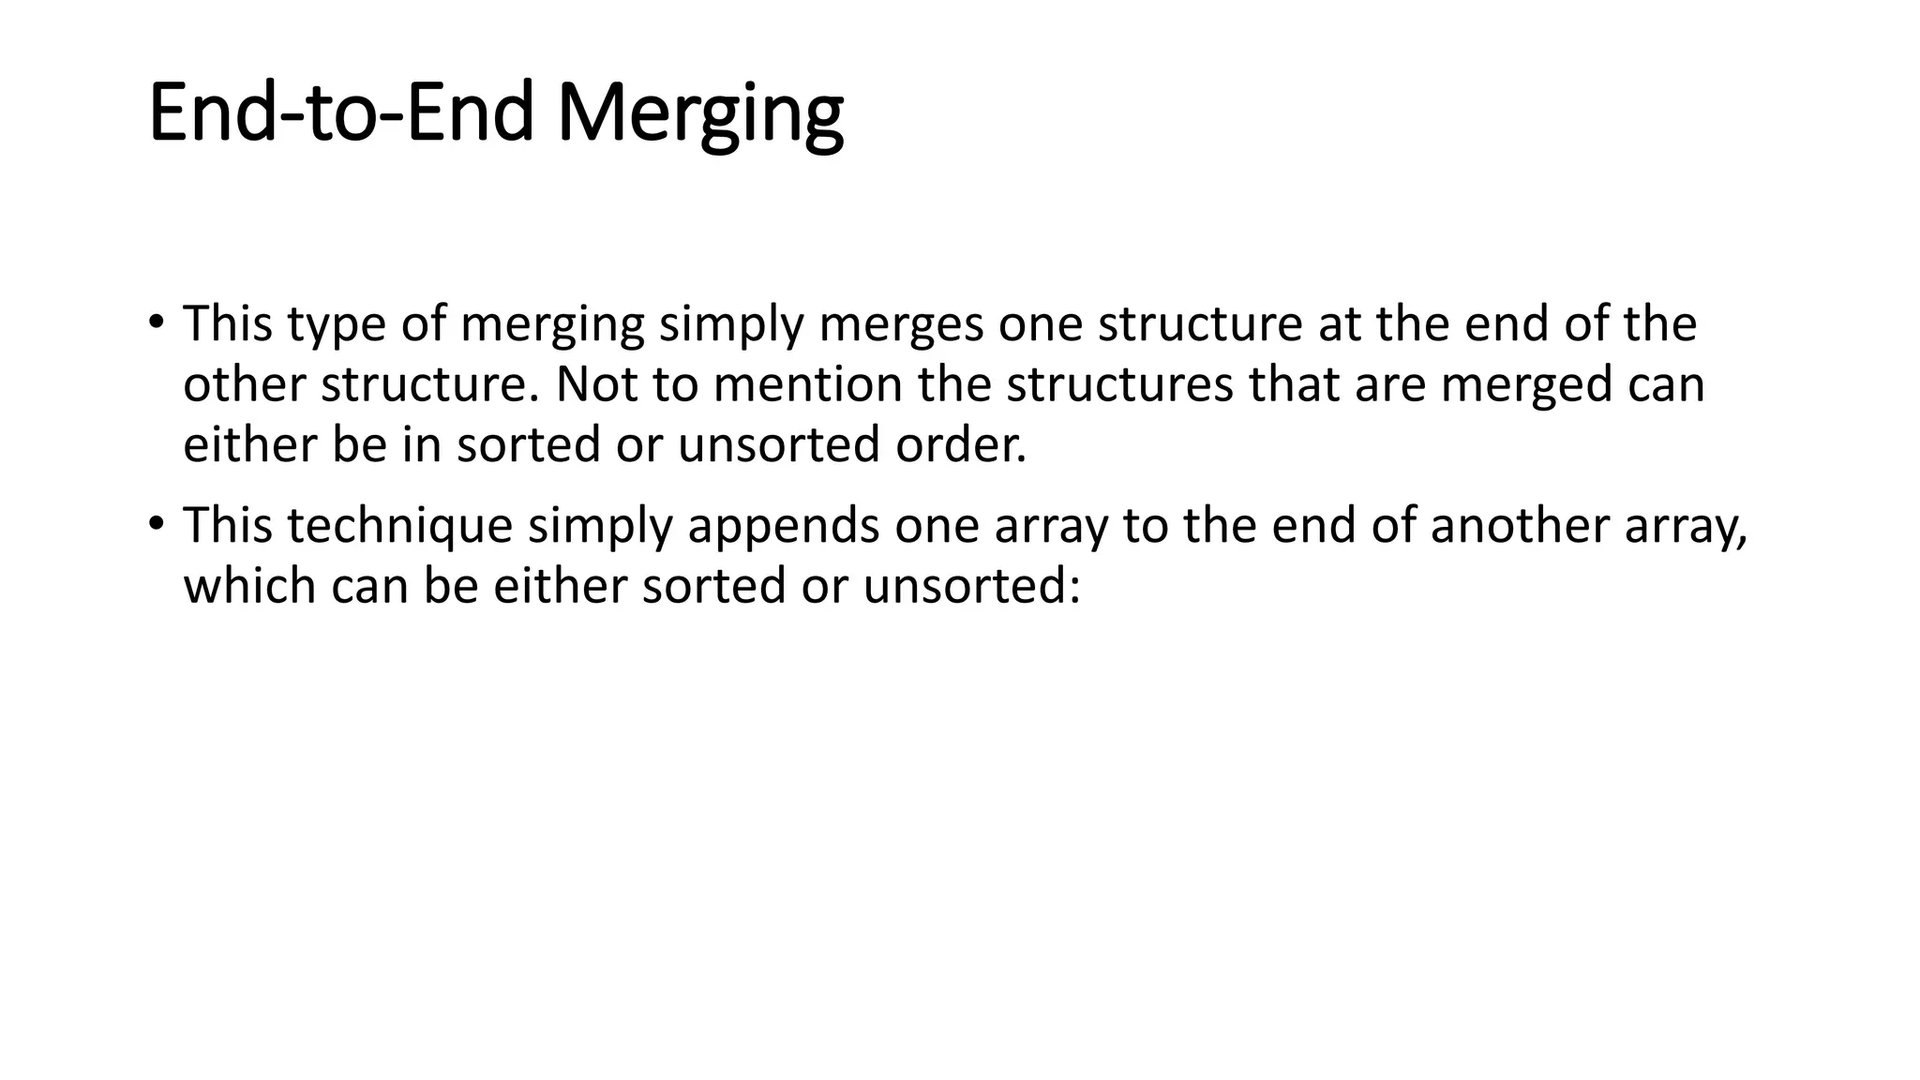 End-to-End Merging
• This type of merging simply merges one structure at the end of the
other structure. Not to mention the structures that are merged can
either be in sorted or unsorted order.
• This technique simply appends one array to the end of another array,
which can be either sorted or unsorted: